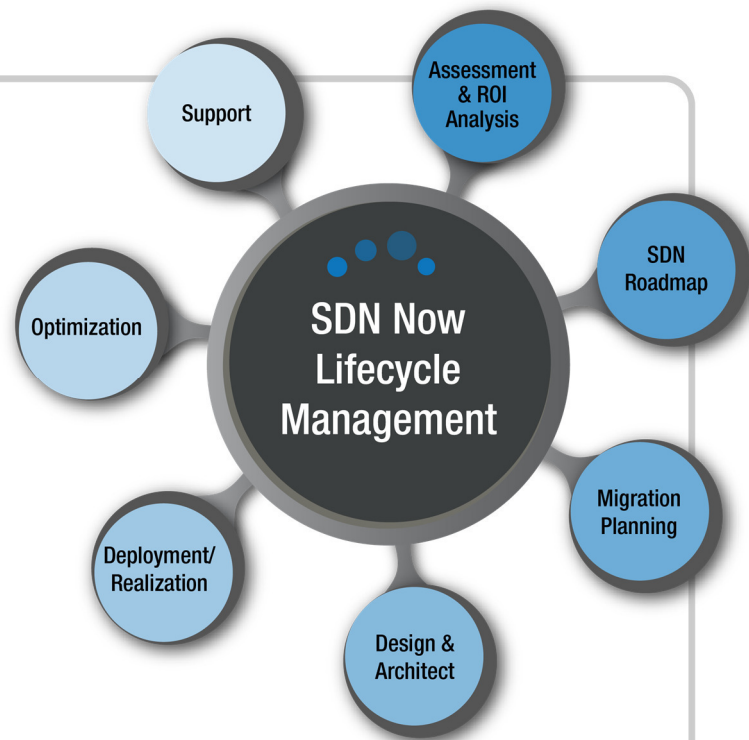 Support
Assessment
& ROI
Analysis
SDN
Roadmap
SDN Now
Lifecycle
Management
Optimization
Migration
Planning
Deployment/
Realization
Design &
Architect